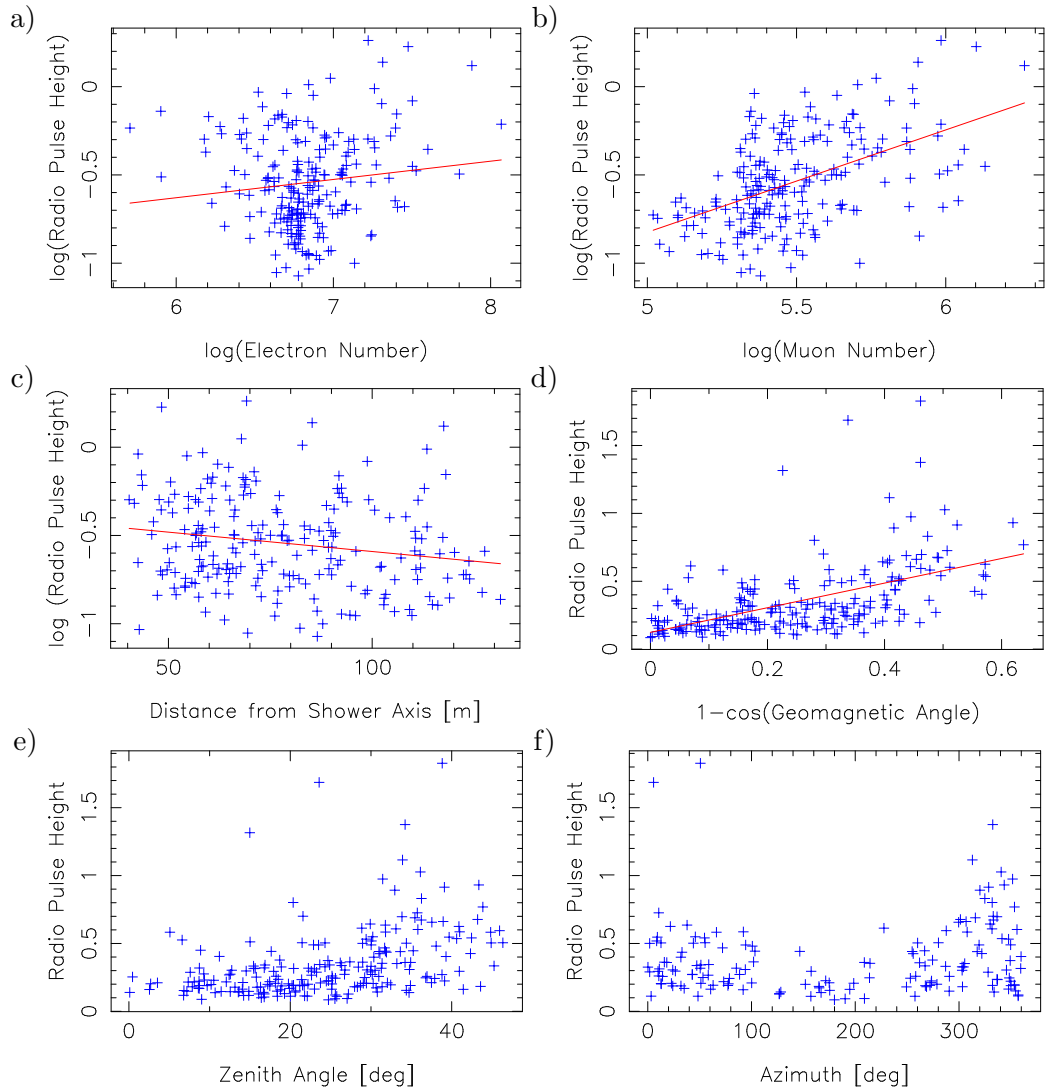 a)
log(Radio Pulse Height)
0
−0.5
−1
6
7
8
log(Electron Number)
b)
log(Radio Pulse Height)
0
−0.5
−1
5
5.5
6
log(Muon Number)
c)
log (Radio Pulse Height)
0
−0.5
−1
50
100
Distance from Shower Axis [m]
d)
Radio Pulse Height
1.5
1
0.5
0
0
0.2
0.4
0.6
1−cos(Geomagnetic Angle)
e)
Radio Pulse Height
1.5
1
0.5
0
0
20
40
Zenith Angle [deg]
f)
Radio Pulse Height
1.5
1
0.5
0
0
100
200
300
Azimuth [deg]